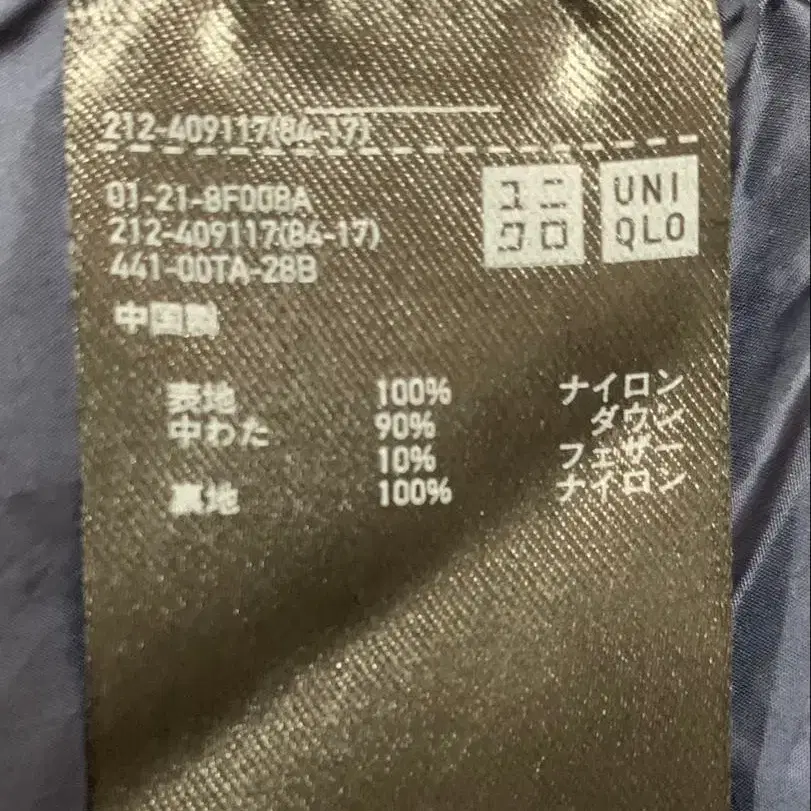 212-409117(84-17)
01-21-8F008A
212-409117(84-17)
441-00TA-28B
ユニ
クロ
UNI
QLO
中国製
表地 100% ナイロン
中わた 90% ダウン
10% フェザー
裏地 100% ナイロン